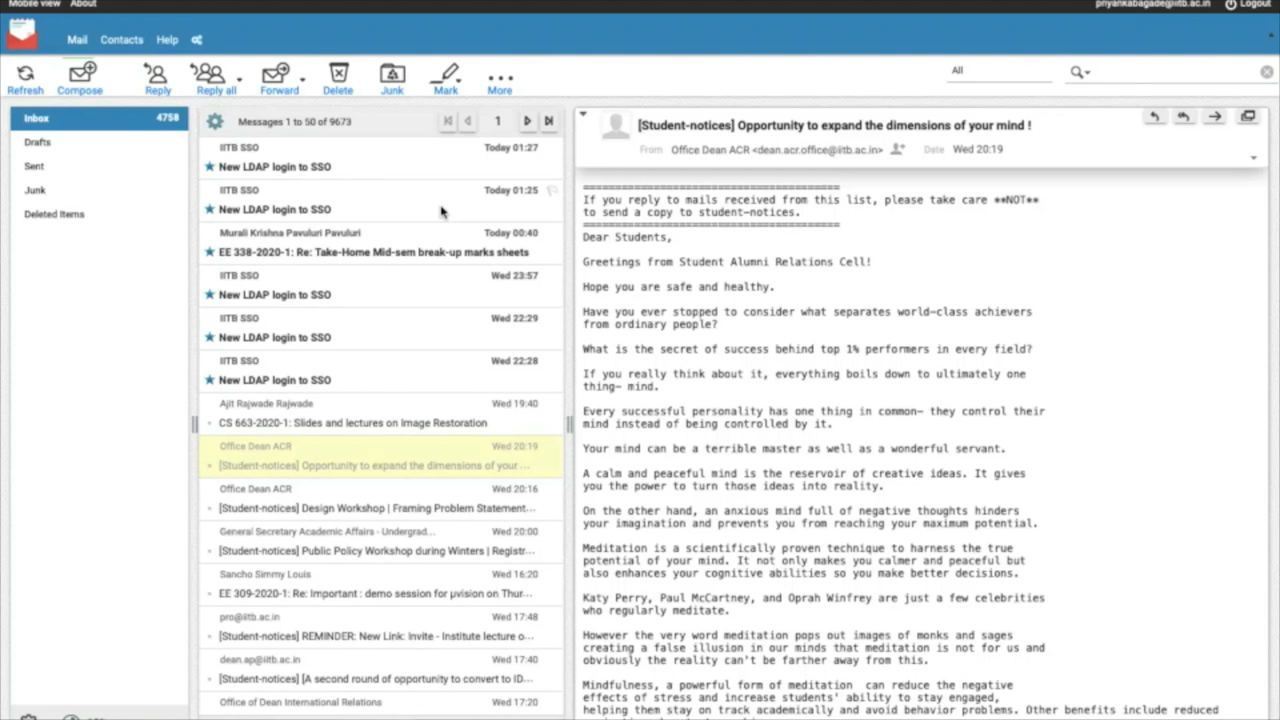 Mobile view About priyankabagade@iitb.ac.in Logout
Mail Contacts Help
Refresh Compose Reply Reply all Forward Delete Junk Mark More All
Inbox 4758
Drafts
Sent
Junk
Deleted Items
Messages 1 to 50 of 9673 1
IITB SSO Today 01:27
New LDAP login to SSO
IITB SSO Today 01:25
New LDAP login to SSO
Murali Krishna Pavuluri Pavuluri Today 00:40
EE 338-2020-1: Re: Take-Home Mid-sem break-up marks sheets
IITB SSO Wed 23:57
New LDAP login to SSO
IITB SSO Wed 22:29
New LDAP login to SSO
IITB SSO Wed 22:28
New LDAP login to SSO
Ajit Rajwade Rajwade Wed 19:40
CS 663-2020-1: Slides and lectures on Image Restoration
Office Dean ACR Wed 20:19
[Student-notices] Opportunity to expand the dimensions of your ...
Office Dean ACR Wed 20:16
[Student-notices] Design Workshop | Framing Problem Statement...
General Secretary Academic Affairs - Undergrad... Wed 20:00
[Student-notices] Public Policy Workshop during Winters | Registr...
Sancho Simmy Louis Wed 16:20
EE 309-2020-1: Re: Important : demo session for μvision on Thur...
pro@iitb.ac.in Wed 17:48
[Student-notices] REMINDER: New Link: Invite - Institute lecture o...
dean.ap@iitb.ac.in Wed 17:40
[Student-notices] [A second round of opportunity to convert to ID...
Office of Dean International Relations Wed 17:20
[Student-notices] Opportunity to expand the dimensions of your mind !
From Office Dean ACR <dean.acr.office@iitb.ac.in> Date Wed 20:19
========================================
If you reply to mails received from this list, please take care **NOT**
to send a copy to student-notices.
========================================
Dear Students,
Greetings from Student Alumni Relations Cell!
Hope you are safe and healthy.
Have you ever stopped to consider what separates world-class achievers
from ordinary people?
What is the secret of success behind top 1% performers in every field?
If you really think about it, everything boils down to ultimately one
thing- mind.
Every successful personality has one thing in common- they control their
mind instead of being controlled by it.
Your mind can be a terrible master as well as a wonderful servant.
A calm and peaceful mind is the reservoir of creative ideas. It gives
you the power to turn those ideas into reality.
On the other hand, an anxious mind full of negative thoughts hinders
your imagination and prevents you from reaching your maximum potential.
Meditation is a scientifically proven technique to harness the true
potential of your mind. It not only makes you calmer and peaceful but
also enhances your cognitive abilities so you make better decisions.
Katy Perry, Paul McCartney, and Oprah Winfrey are just a few celebrities
who regularly meditate.
However the very word meditation pops out images of monks and sages
creating a false illusion in our minds that meditation is not for us and
obviously the reality can't be farther away from this.
Mindfulness, a powerful form of meditation can reduce the negative
effects of stress and increase students' ability to stay engaged,
helping them stay on track academically and avoid behavior problems. Other benefits include reduced